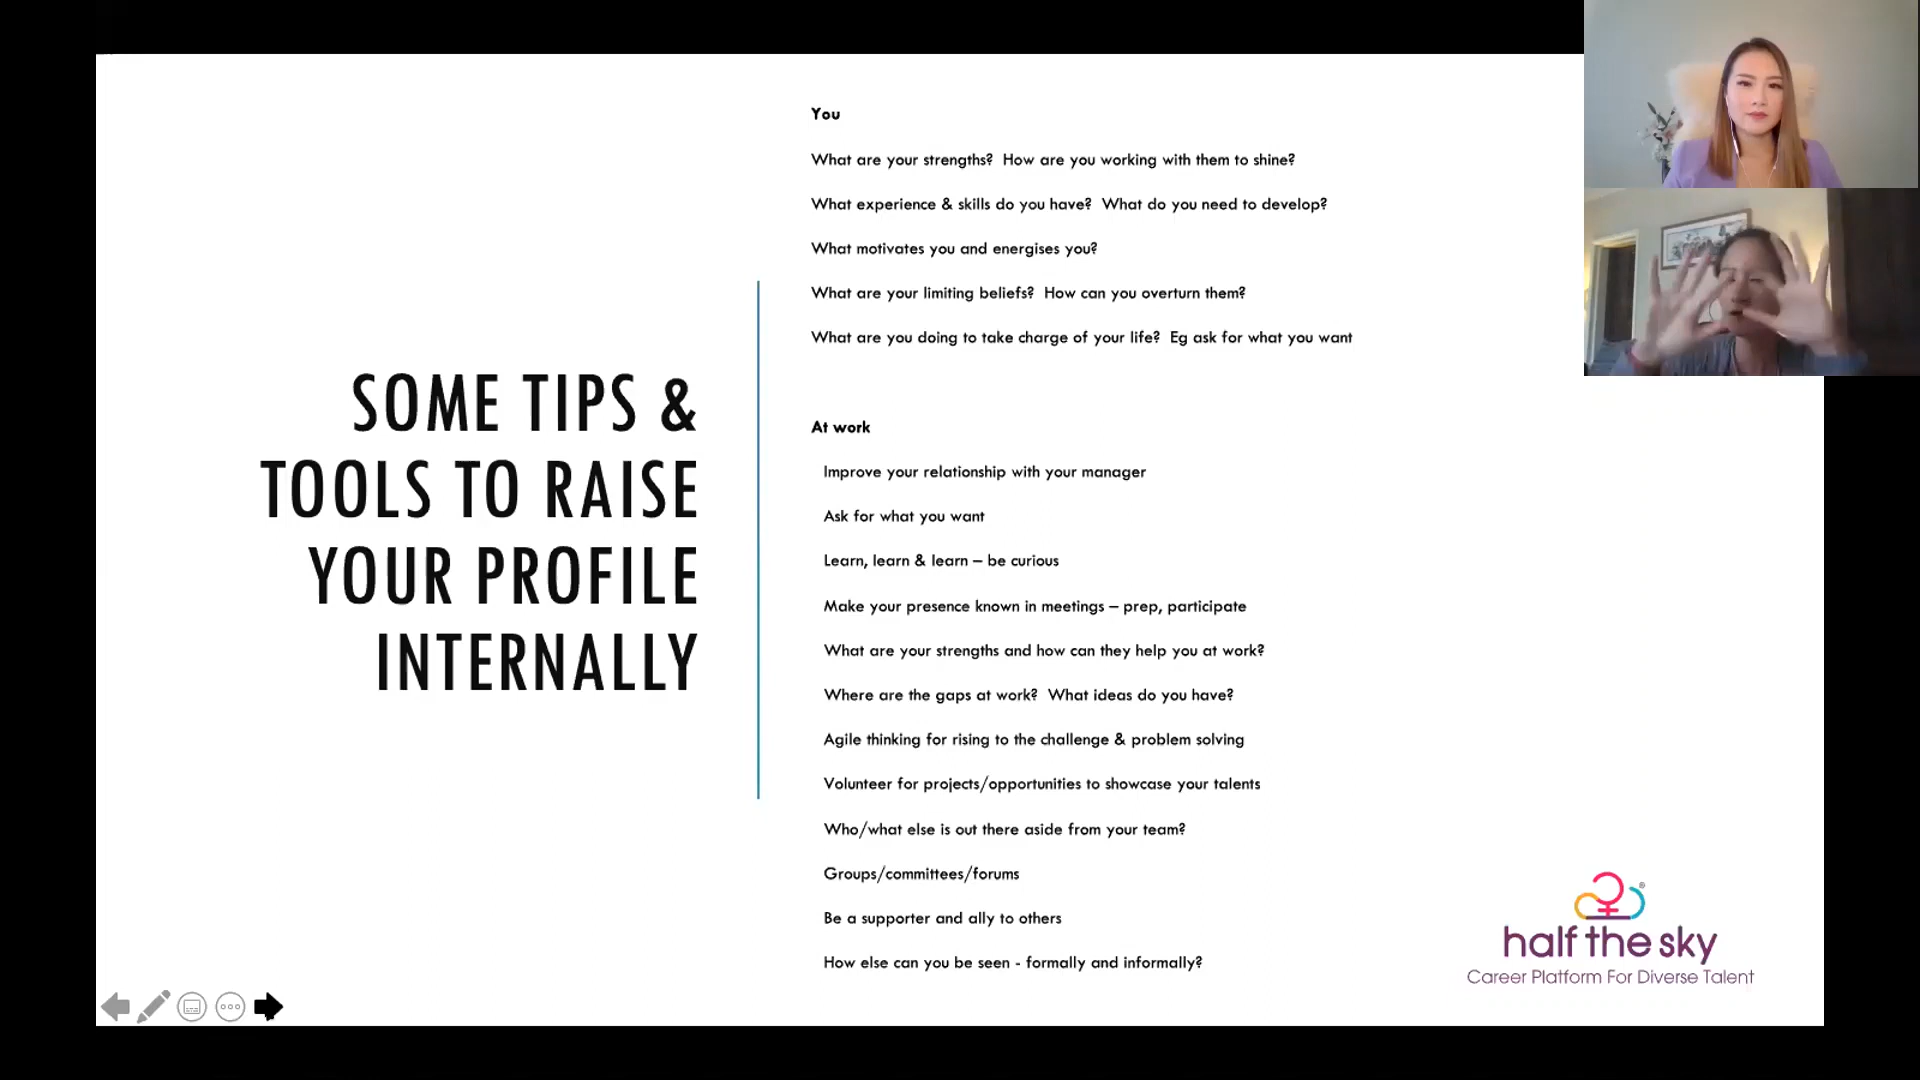 SOME TIPS &
TOOLS TO RAISE
YOUR PROFILE
INTERNALLY
You
What are your strengths?  How are you working with them to shine?
What experience & skills do you have?  What do you need to develop?
What motivates you and energises you?
What are your limiting beliefs?  How can you overturn them?
What are you doing to take charge of your life?  Eg ask for what you want
At work
Improve your relationship with your manager
Ask for what you want
Learn, learn & learn – be curious
Make your presence known in meetings – prep, participate
What are your strengths and how can they help you at work?
Where are the gaps at work?  What ideas do you have?
Agile thinking for rising to the challenge & problem solving
Volunteer for projects/opportunities to showcase your talents
Who/what else is out there aside from your team?
Groups/committees/forums
Be a supporter and ally to others
How else can you be seen - formally and informally?
®
half the sky
Career Platform For Diverse Talent